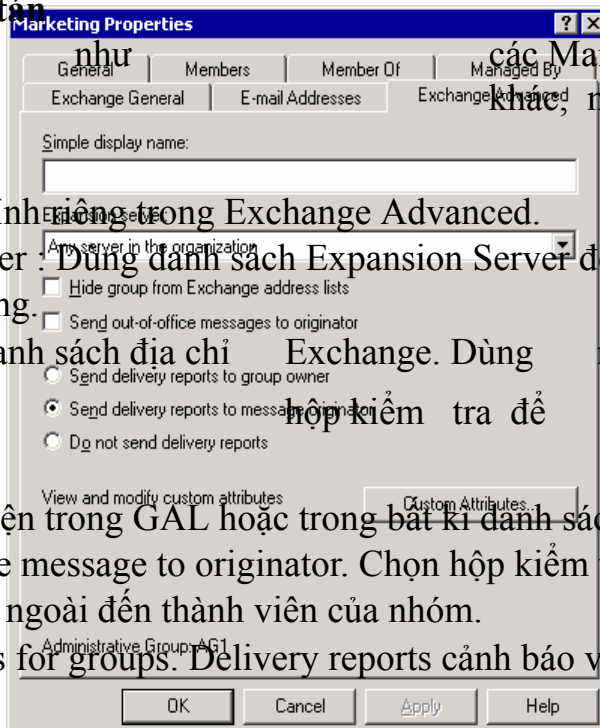 tán
Marketing Properties
như
các Ma
General Members Member Of Managed By
Exchange General E-mail Addresses Exchange Advanced
khác, n
Simple display name:
ính riêng trong Exchange Advanced.
Expansion server:
er : Dùng danh sách Expansion Server đ
Any server in the organization
Hide group from Exchange address lists
ng.
Send out-of-office messages to originator
anh sách địa chỉ Exchange. Dùng
Send delivery reports to group owner
Send delivery reports to message originator
hộp kiểm tra để
Do not send delivery reports
View and modify custom attributes Custom Attributes...
ện trong GAL hoặc trong bất kì danh sác
e message to originator. Chọn hộp kiểm
ngoài đến thành viên của nhóm.
Administrative Group: AG1
s for groups. Delivery reports cảnh báo v
OK Cancel Apply Help